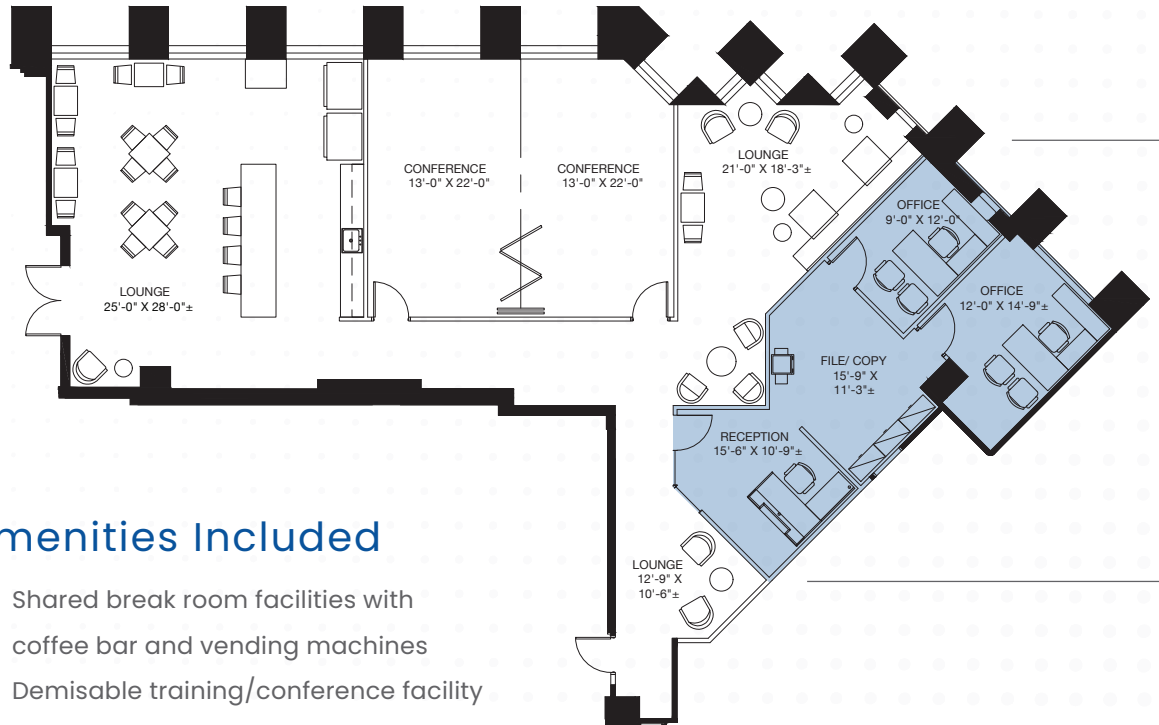 CONFERENCE
13'-0" X 22'-0"
CONFERENCE
13'-0" X 22'-0"
LOUNGE
21'-0" X 18'-3"±
OFFICE
9'-0" X 12'-0"
LOUNGE
25'-0" X 28'-0"±
OFFICE
12'-0" X 14'-9"±
FILE/ COPY
15'-9" X
11'-3"±
RECEPTION
15'-6" X 10'-9"±
LOUNGE
12'-9" X
10'-6"±
menities Included
Shared break room facilities with
coffee bar and vending machines
Demisable training/conference facility